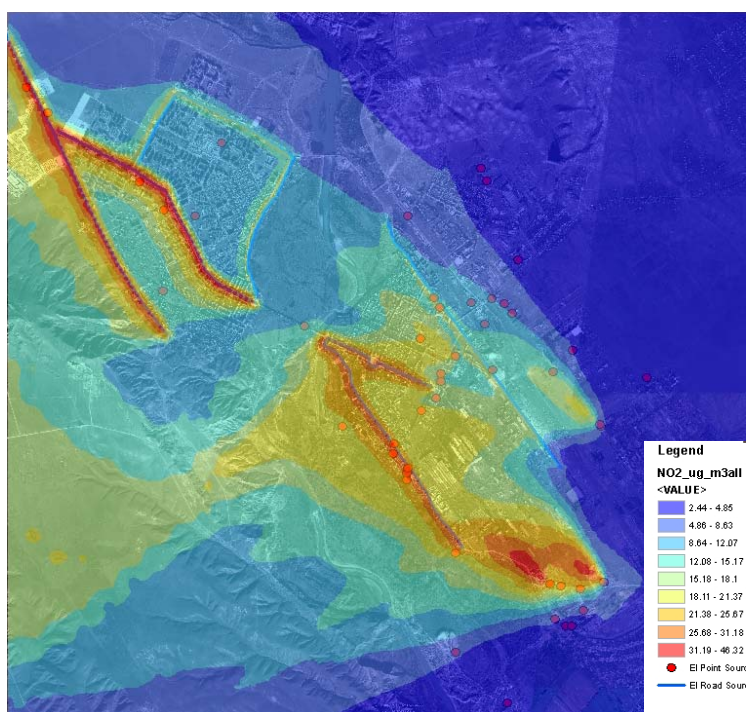 Legend
NO2_ug_m3all
<VALUE>
2.44 - 4.85
4.86 - 8.63
8.64 - 12.07
12.08 - 15.17
15.18 - 18.1
18.11 - 21.37
21.38 - 25.67
25.68 - 31.18
31.19 - 46.32
EI Point Sour
EI Road Sour